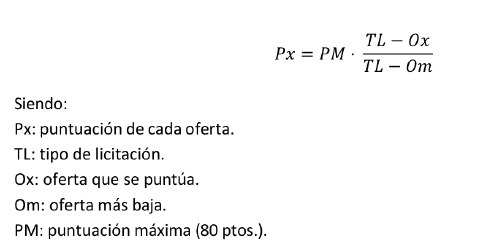 Px = PM · (TL − Ox) / (TL − Om)
Siendo:
Px: puntuación de cada oferta.
TL: tipo de licitación.
Ox: oferta que se puntúa.
Om: oferta más baja.
PM: puntuación máxima (80 ptos.).